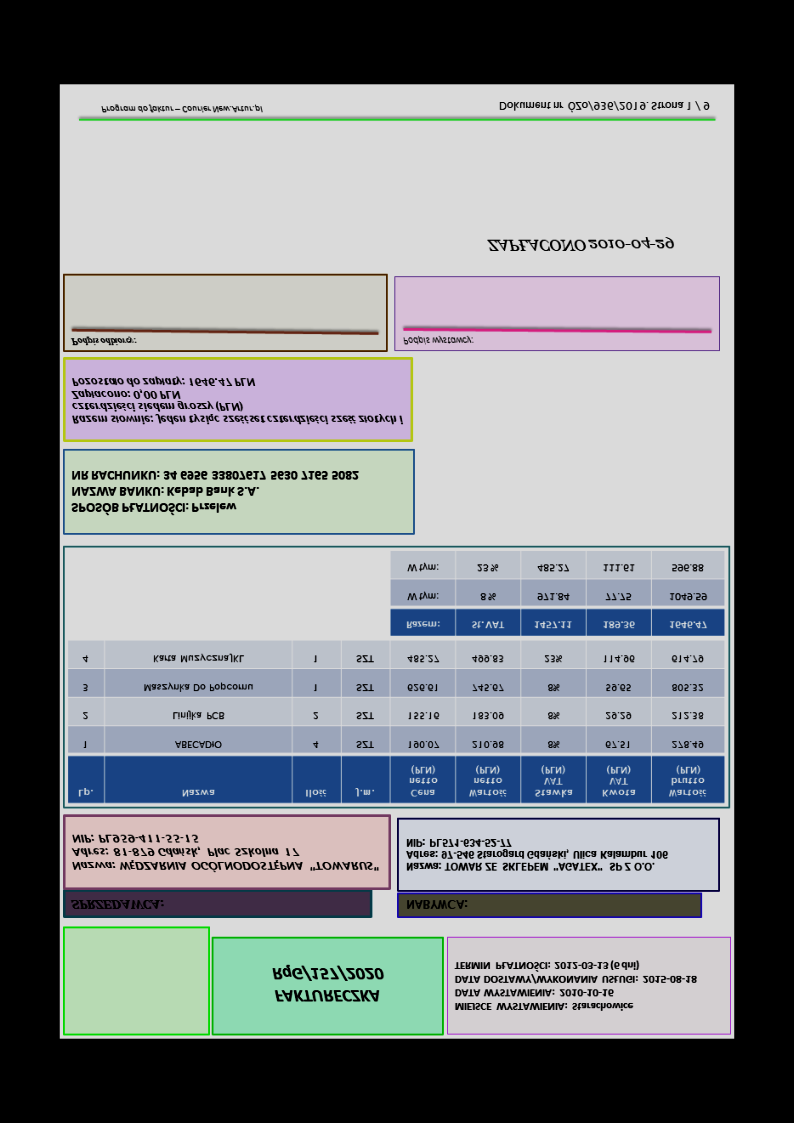 MIEJSCE WYSTAWIENIA: Starachowice
DATA WYSTAWIENIA: 2010-10-16
DATA DOSTAWY/WYKONANIA USŁUGI: 2015-08-18
TERMIN PŁATNOŚCI: 2012-03-13 (6 dni)
FAKTURECZKA
RqG/157/2020
SPRZEDAWCA:
Nazwa: WĘDZARNIA OGÓLNODOSTĘPNA "TOWARUS"
Adres: 81-879 Gdańsk, Plac Szkolna 17
NIP: PL959-411-55-15
NABYWCA:
Nazwa: TOWAR ZE SKLEPEM "AGATEX" SP Z O.O.
Adres: 97-546 Starogard Gdański, Ulica Kalambur 106
NIP: PL571-634-52-77
Lp. Nazwa Ilość J.m. Cena netto (PLN) Wartość netto (PLN) Stawka VAT (PLN) Kwota VAT (PLN) Wartość brutto (PLN)
1 ABECADŁO 4 SZT 190.07 210.98 8% 67.51 278.49
2 Linijka PCB 2 SZT 155.16 183.09 8% 29.29 212.38
3 Maszynka Do Popcornu 1 SZT 626.61 745.67 8% 59.65 805.32
4 Karta MuzycznaJKL 1 SZT 485.27 499.83 23% 114.96 614.79
Razem: St.VAT 1457.11 189.36 1646.47
W tym: 8 % 971.84 77.75 1049.59
W tym: 23 % 485.27 111.61 596.88
SPOSÓB PŁATNOŚCI: Przelew
NAZWA BANKU: Kebab Bank S.A.
NR RACHUNKU: 34 6956 33807617 5630 7165 5082
Razem słownie: jeden tysiąc sześćset czterdzieści sześć złotych i
czterdzieści siedem groszy (PLN)
Zapłacono: 0,00 PLN
Pozostało do zapłaty: 1646.47 PLN
Podpis odbiorcy:
Podpis wystawcy:
ZAPŁACONO 2010-04-29
Program do faktur – Courier New.Artur.pl
Dokument nr QZo/936/2019. Strona 1 / 9